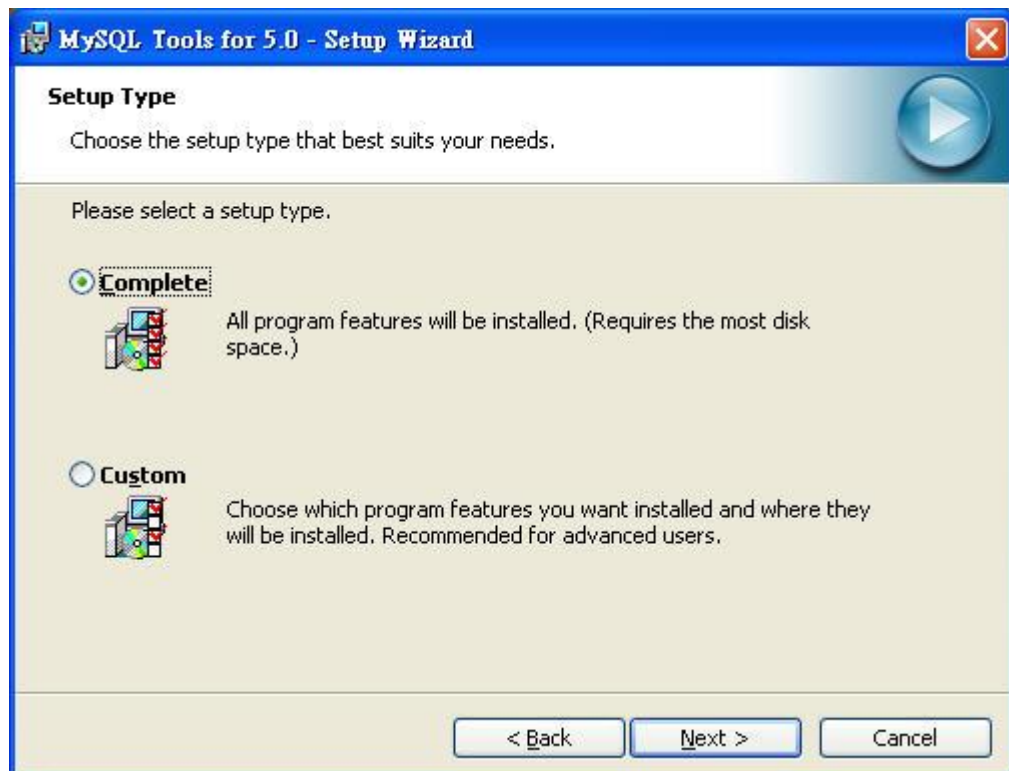 MySQL Tools for 5.0 - Setup Wizard
Setup Type
Choose the setup type that best suits your needs.
Please select a setup type.
Complete
All program features will be installed. (Requires the most disk
space.)
Custom
Choose which program features you want installed and where they
will be installed. Recommended for advanced users.
< Back
Next >
Cancel